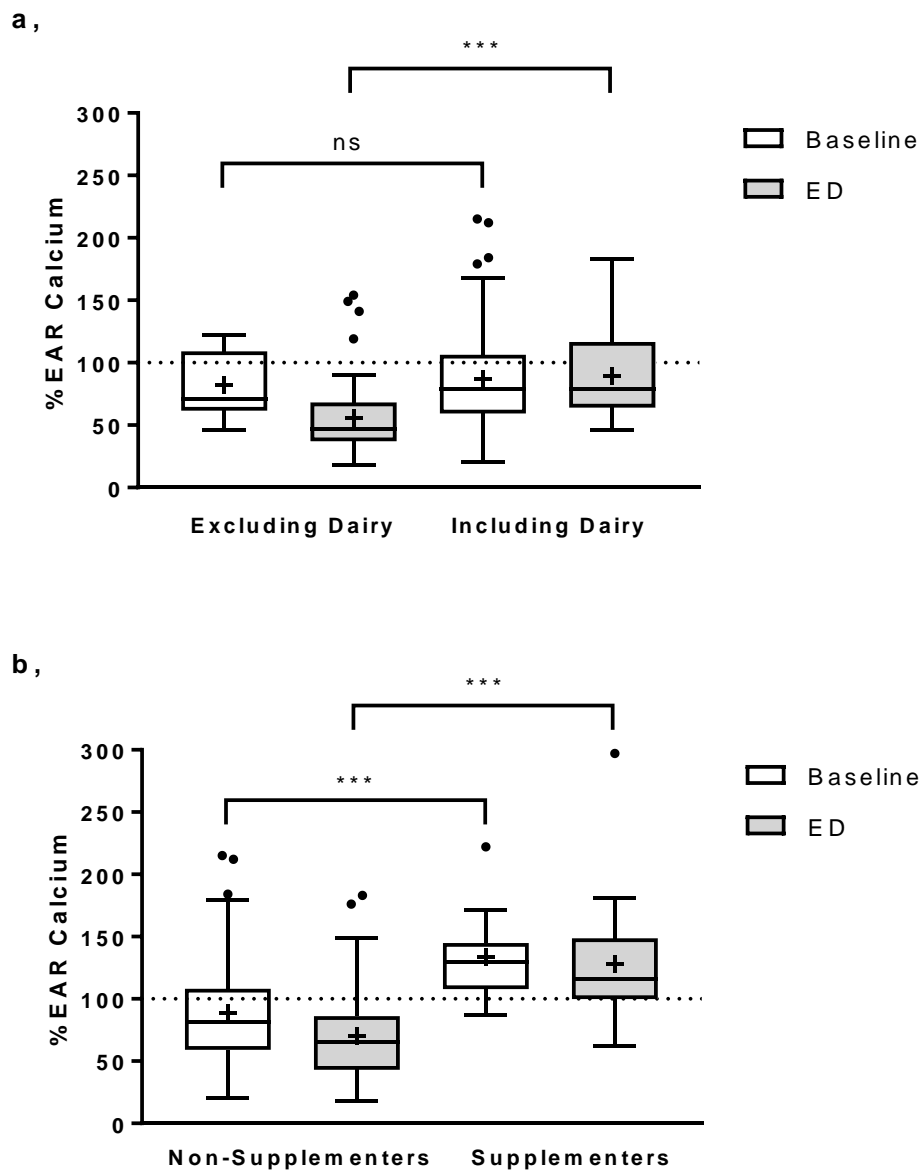 a,
***
300
Baseline
ns
250
ED
200
150
100
50
0
%EAR Calcium
Excluding Dairy Including Dairy
b,
***
300
Baseline
***
250
ED
200
150
100
50
0
%EAR Calcium
Non-Supplementers Supplementers